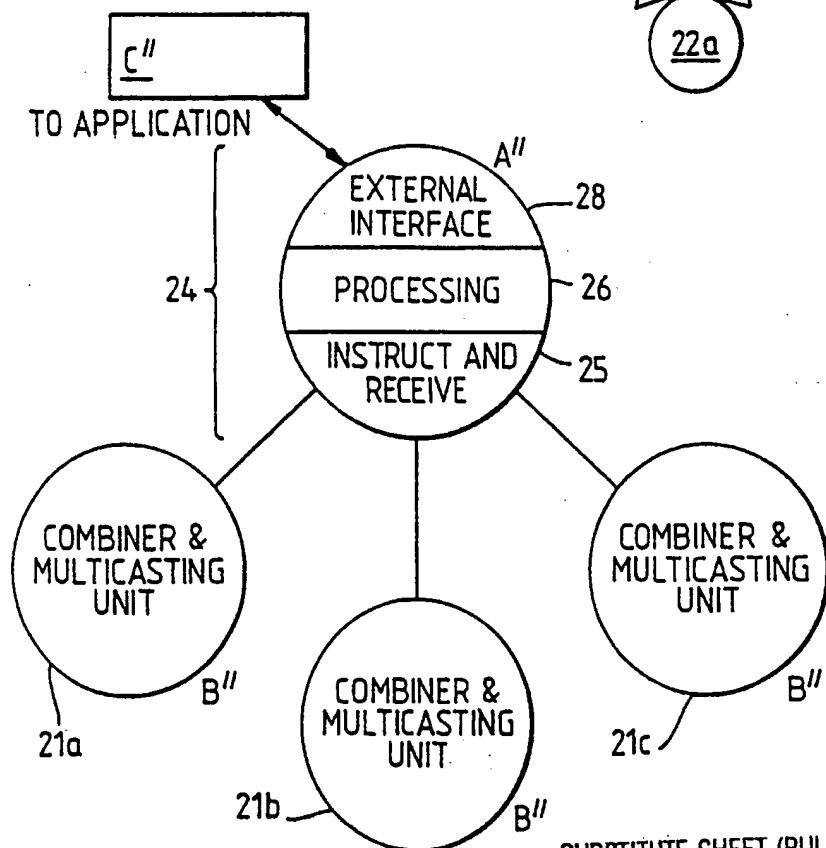 C"
22a
TO APPLICATION
A"
EXTERNAL
INTERFACE
28
24
PROCESSING
26
INSTRUCT AND
RECEIVE
25
COMBINER &
MULTICASTING
UNIT
B"
21a
COMBINER &
MULTICASTING
UNIT
B"
21b
COMBINER &
MULTICASTING
UNIT
B"
21c
SUBSTITUTE SHEET (RUL